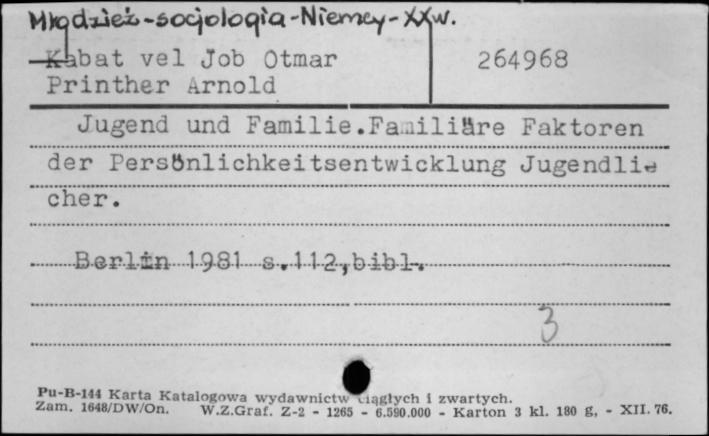 Młodzież-socjologia-Niemcy-XXw.
Kabat vel Job Otmar 264968
Printher Arnold
Jugend und Familie.Familiäre Faktoren
der Persönlichkeitsentwicklung Jugendli-
cher.
Berlin 1981 s.112,bibl.
3
Pu-B-144 Karta Katalogowa wydawnictw ciągłych i zwartych.
Zam. 1648/DW/On. W.Z.Graf. Z-2 - 1265 - 6.590.000 - Karton 3 kl. 180 g, - XII. 76.